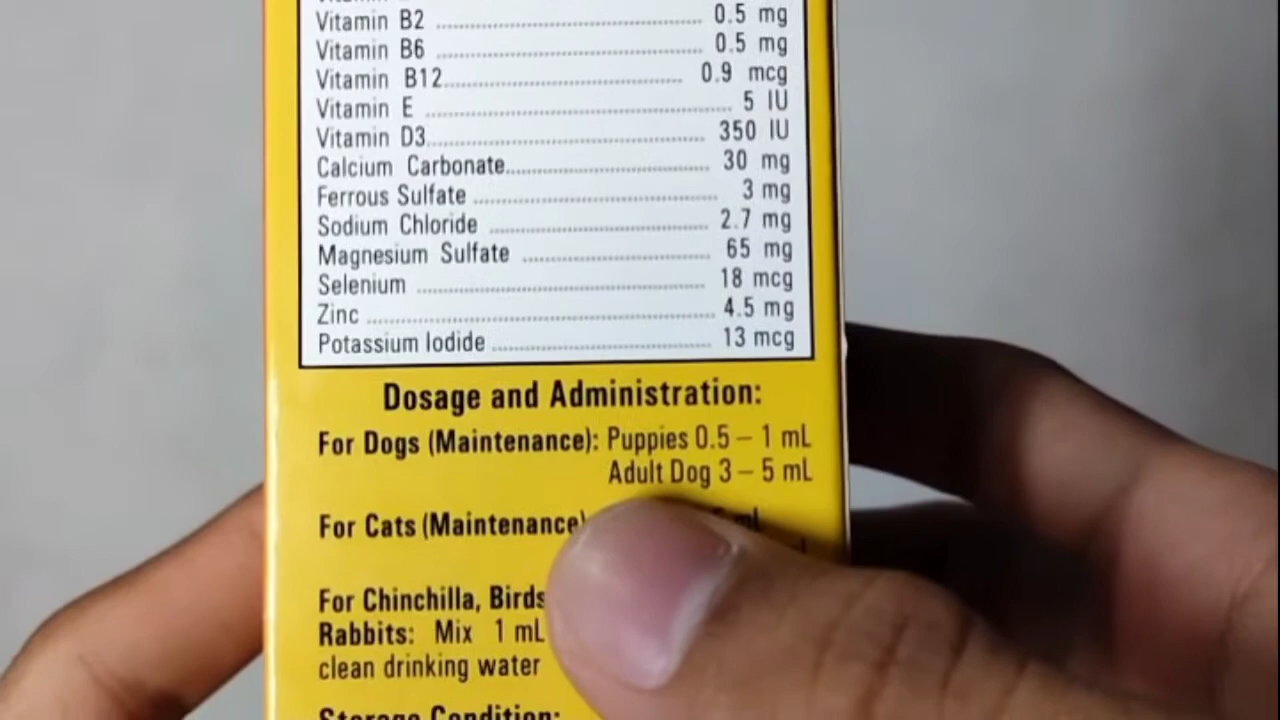 Vitamin B2 ........ 0.5 mg
Vitamin B6 ........ 0.5 mg
Vitamin B12 ........ 0.9 mcg
Vitamin E ........ 5 IU
Vitamin D3 ........ 350 IU
Calcium Carbonate ........ 30 mg
Ferrous Sulfate ........ 3 mg
Sodium Chloride ........ 2.7 mg
Magnesium Sulfate ........ 65 mg
Selenium ........ 18 mcg
Zinc ........ 4.5 mg
Potassium Iodide ........ 13 mcg
Dosage and Administration:
For Dogs (Maintenance): Puppies 0.5 – 1 mL
Adult Dog 3 – 5 mL
For Cats (Maintenance) mL
For Chinchilla, Birds
Rabbits: Mix 1 mL
clean drinking water
Storage Condition: